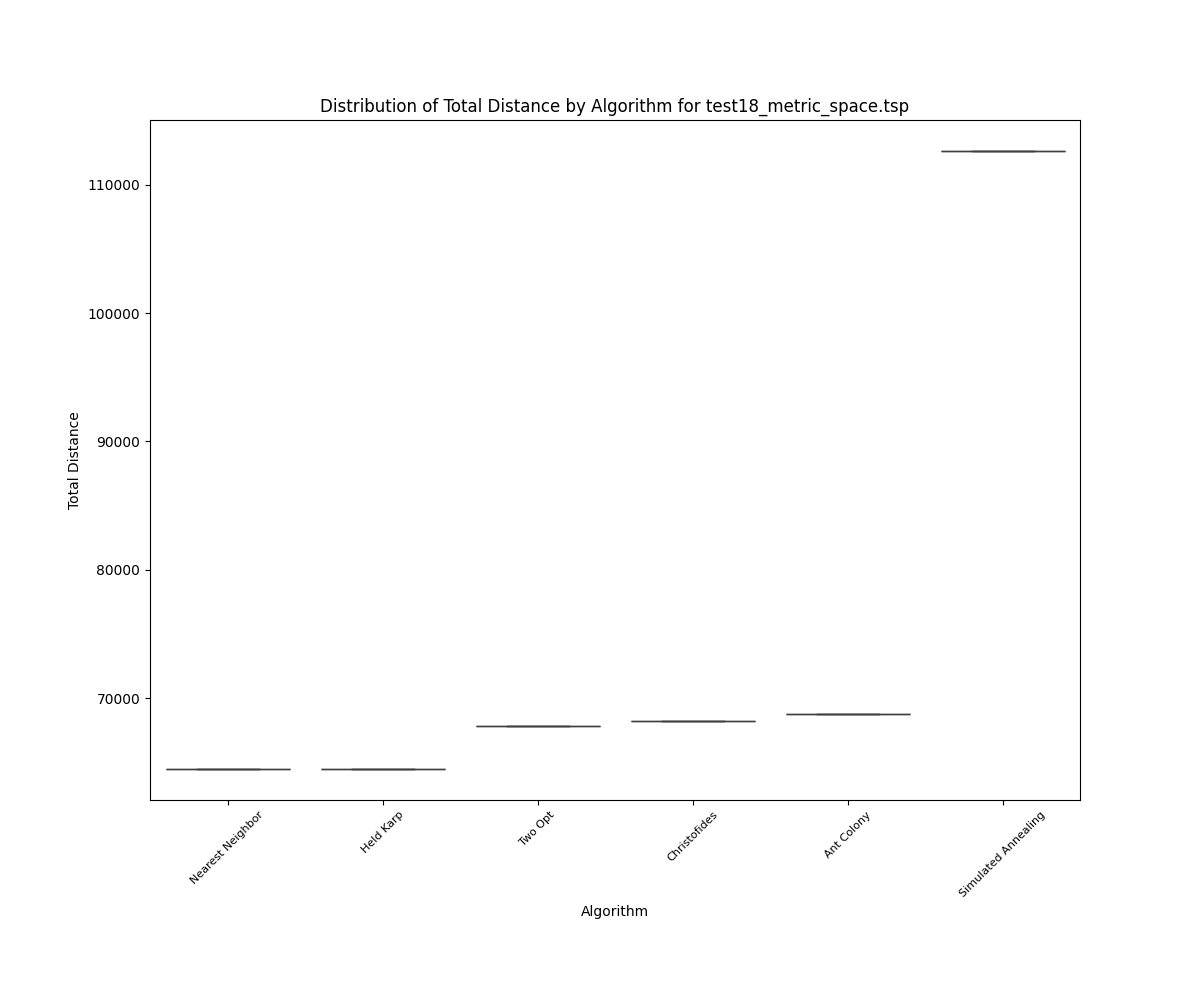 Distribution of Total Distance by Algorithm for test18_metric_space.tsp
110000
100000
90000
80000
70000
Total Distance
Nearest Neighbor
Held Karp
Two Opt
Christofides
Ant Colony
Simulated Annealing
Algorithm